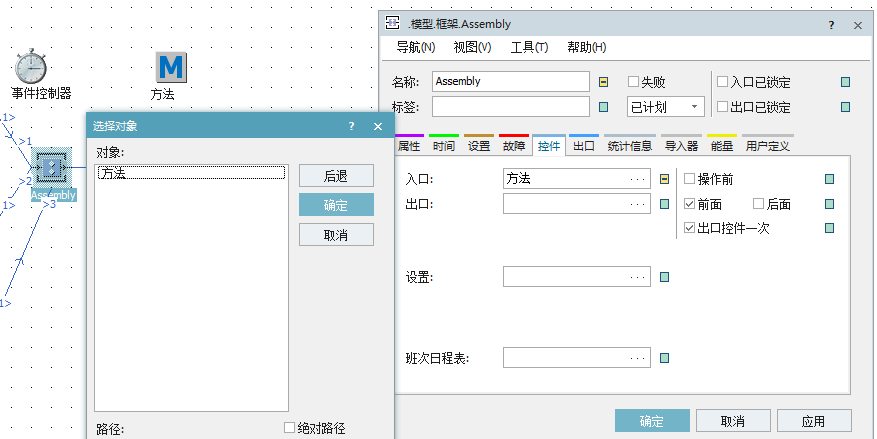 .模型.框架.Assembly
?
×
导航(N) 视图(V) 工具(T) 帮助(H)
名称: Assembly 失败 入口已锁定
标签: 已计划 出口已锁定
属性 时间 设置 故障 控件 出口 统计信息 导入器 能量 用户定义
入口: 方法 ... 操作前
出口: ... 前面 后面
出口控件一次
设置: ...
班次日程表: ...
确定 取消 应用
事件控制器
M
方法
1>
>1
>2
1>
Assembly
>3
1>
选择对象 ? ×
对象:
方法
后退
确定
取消
路径: 绝对路径